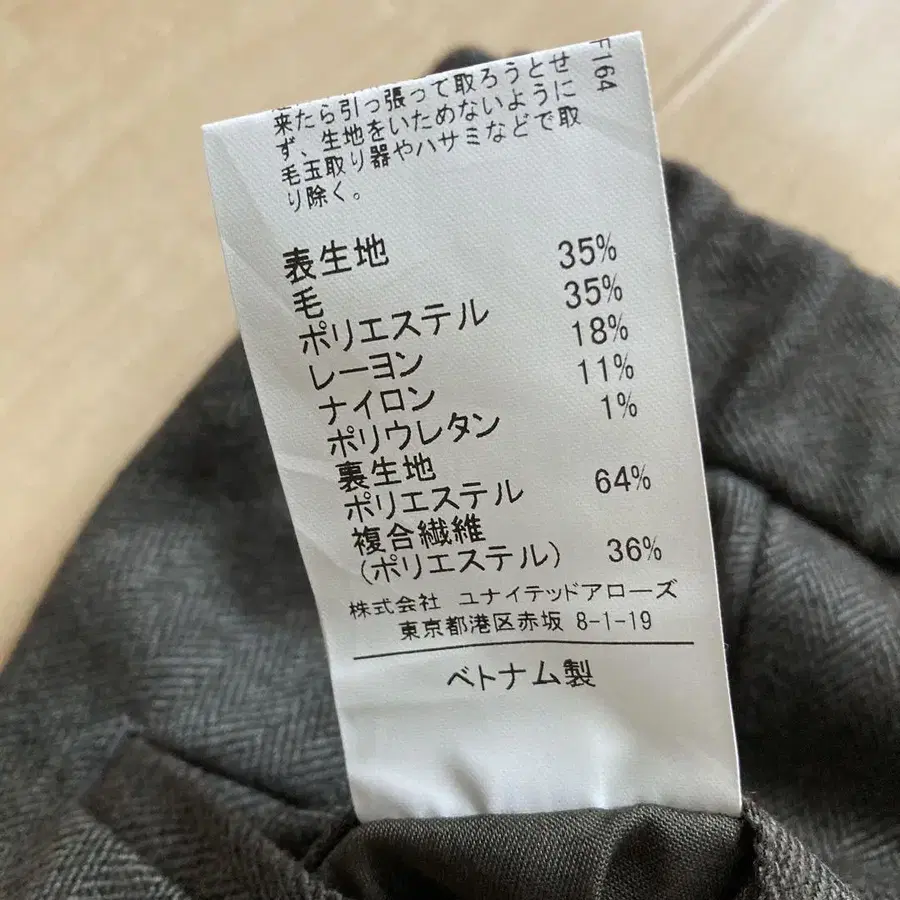 F164
来たら引っ張って取ろうとせ
ず、生地をいためないように
毛玉取り器やハサミなどで取
り除く。
表生地
毛 35%
ポリエステル 35%
レーヨン 18%
ナイロン 11%
ポリウレタン 1%
裏生地
ポリエステル 64%
複合繊維
(ポリエステル) 36%
株式会社 ユナイテッドアローズ
東京都港区赤坂 8-1-19
ベトナム製